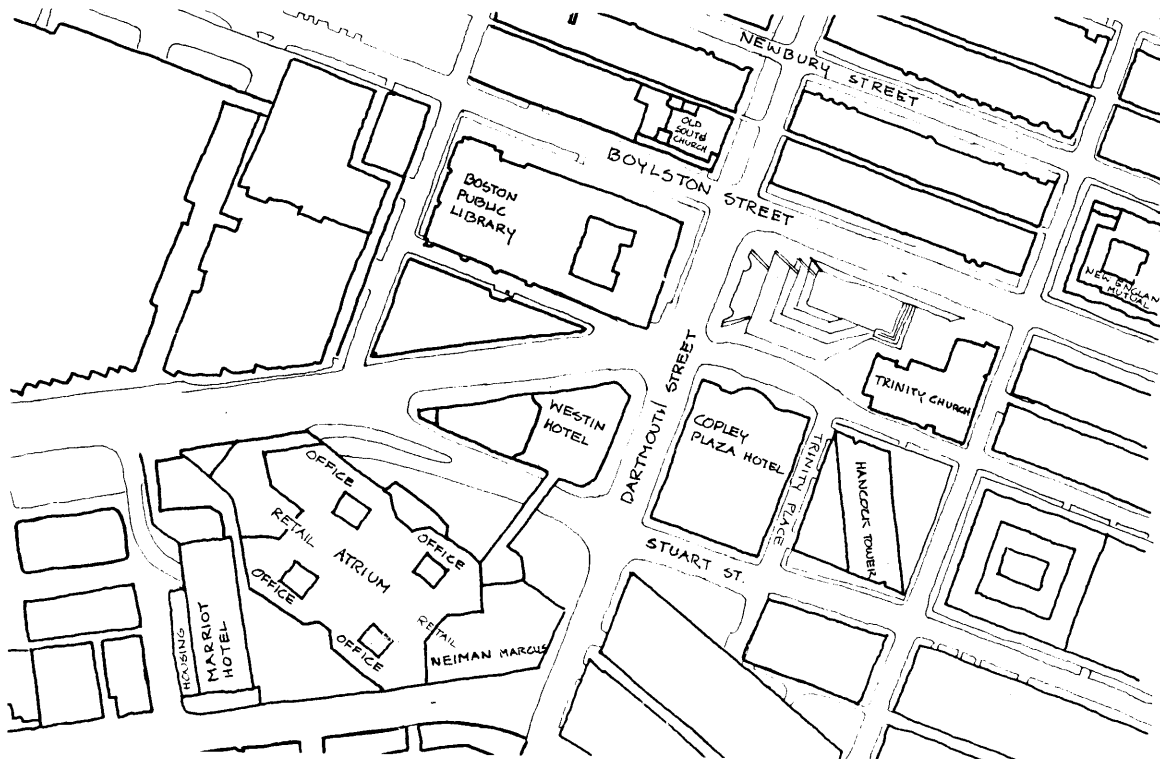 NEWBURY STREET
OLD
SOUTH
CHURCH
BOYLSTON STREET
BOSTON
PUBLIC
LIBRARY
NEW ENGLAN
MUTUAL
TRINITY CHURCH
DARTMOUTH STREET
WESTIN
HOTEL
COPLEY
PLAZA HOTEL
TRINITY PLACE
HANCOCK TOWER
STUART ST.
OFFICE
RETAIL
ATRIUM
OFFICE
OFFICE
OFFICE
RETAIL
NEIMAN MARCUS
HOUSING
MARRIOT
HOTEL